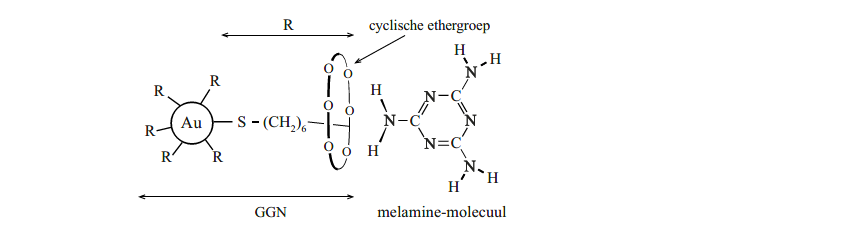 R cyclische ethergroep
H
H
N
O O
R R
H N-C
Au S - (CH2)6 O O N-C N
R
N=C
O O
H N
R R
H H
GGN melamine-molecuul